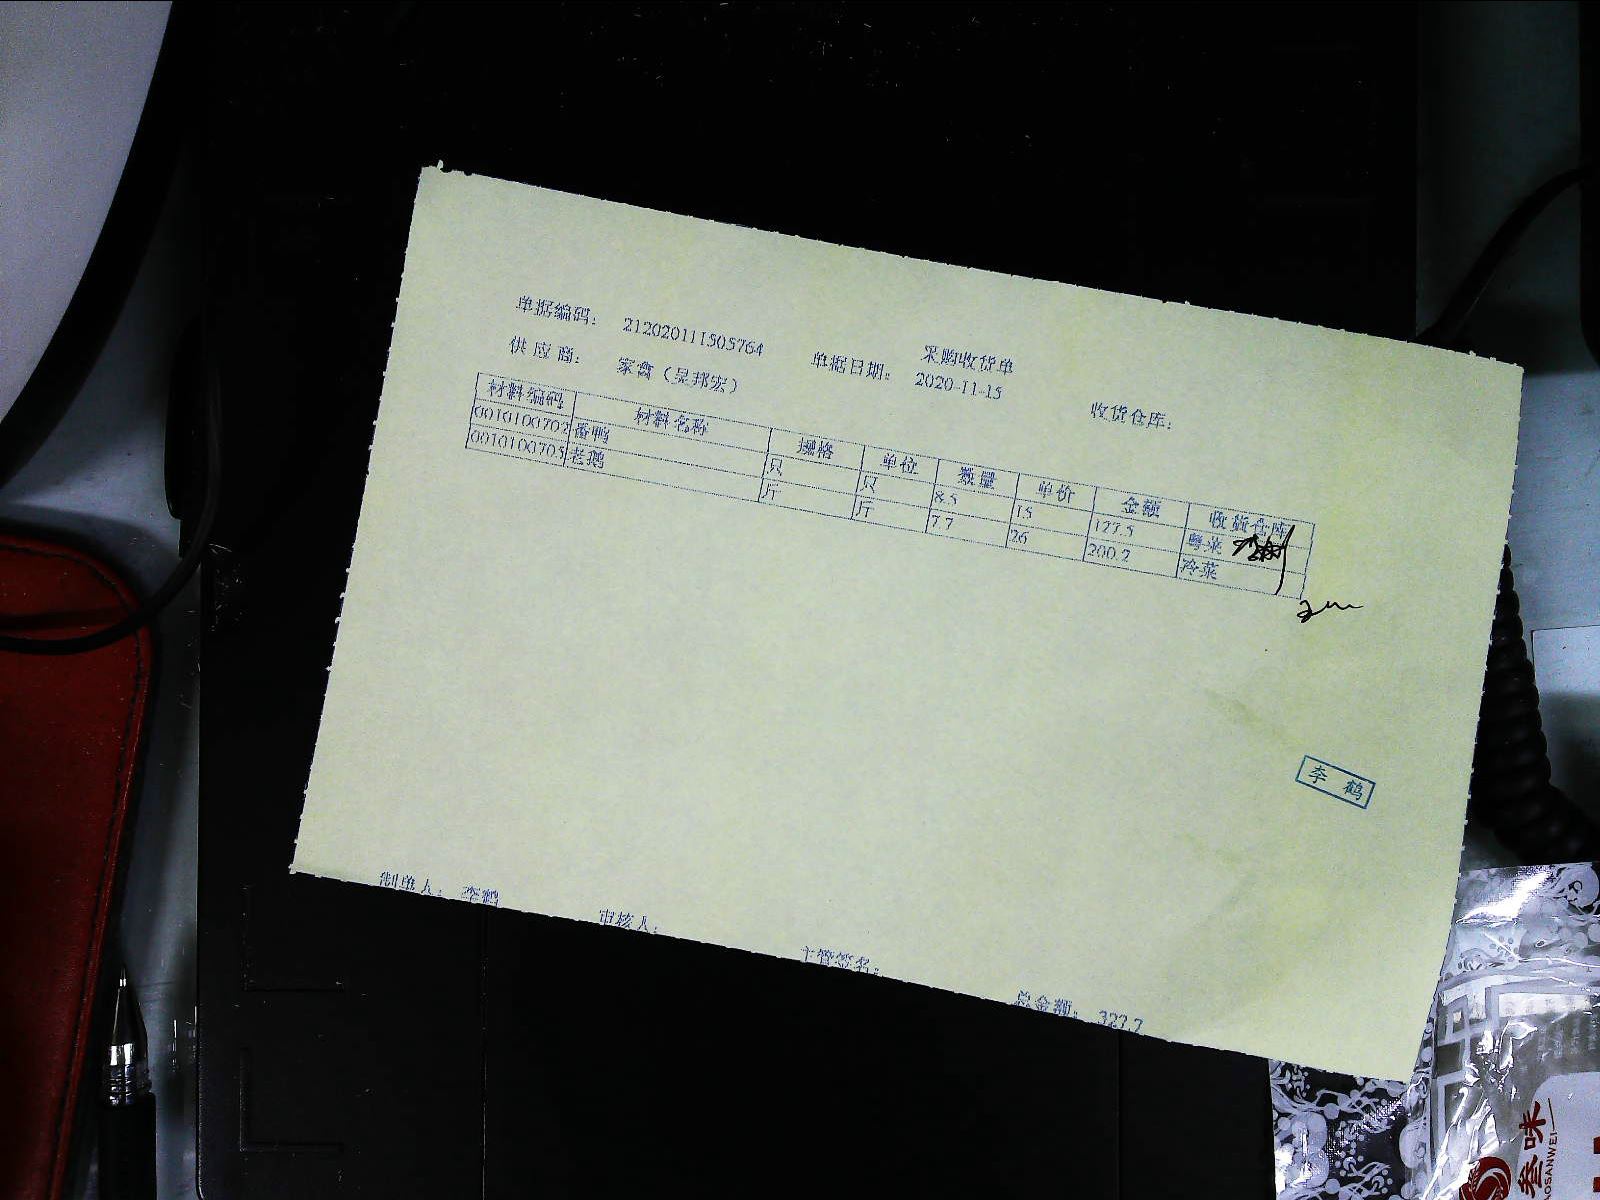 采购收货单
单据编码： 212020111505764 单据日期： 2020-11-15 收货仓库：
供 应 商： 家禽（吴邦宏）
材料编码 材料名称 规格 单位 数量 单价 金额 收货仓库
0010100702 番鸭 只 只 8.5 15 127.5 粤菜
0010100705 老鹅 斤 斤 7.7 26 200.2 冷菜
李 鹤
制单人： 李鹤 审核人： 主管签名： 总金额： 327.7
叁味
OSANWEI